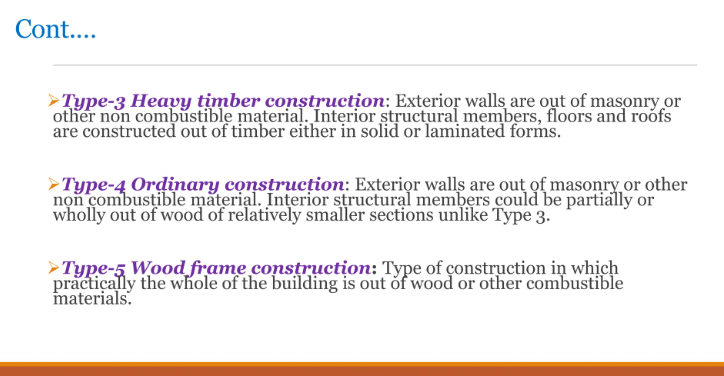 Cont....
➢Type-3 Heavy timber construction: Exterior walls are out of masonry or
other non combustible material. Interior structural members, floors and roofs
are constructed out of timber either in solid or laminated forms.
➢Type-4 Ordinary construction: Exterior walls are out of masonry or other
non combustible material. Interior structural members could be partially or
wholly out of wood of relatively smaller sections unlike Type 3.
➢Type-5 Wood frame construction: Type of construction in which
practically the whole of the building is out of wood or other combustible
materials.